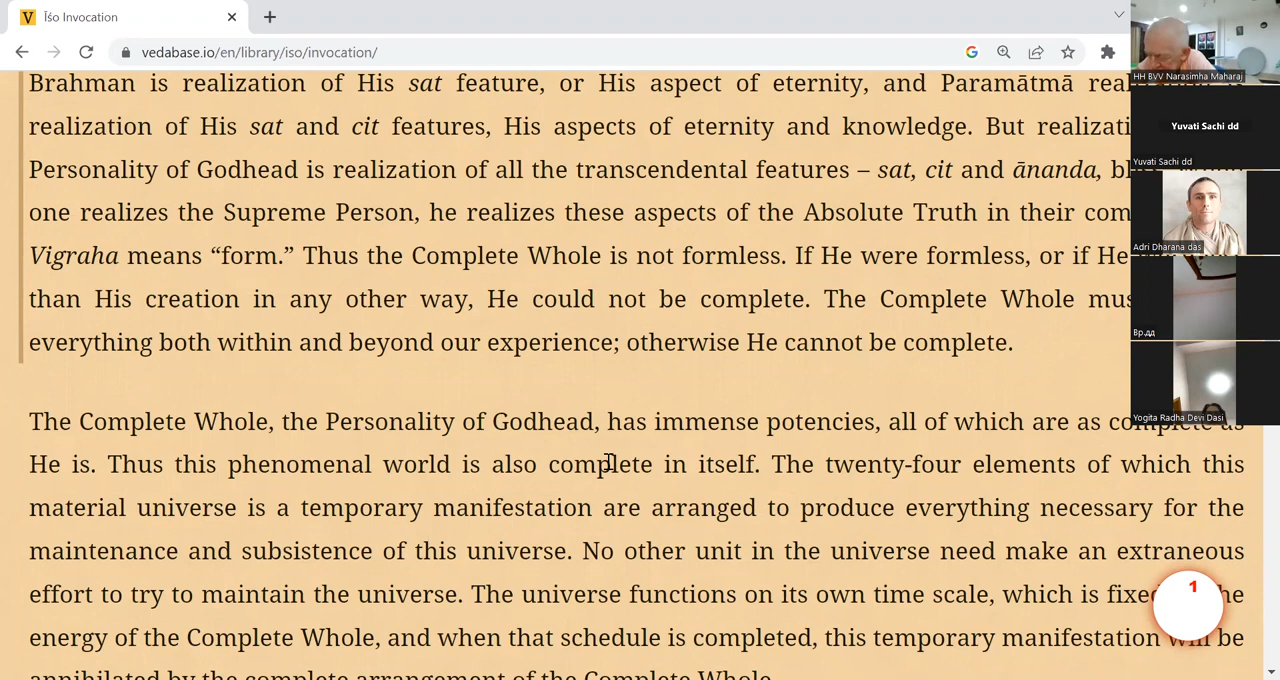 V Īśo Invocation
vedabase.io/en/library/iso/invocation/
Brahman is realization of His sat feature, or His aspect of eternity, and Paramātmā
realization of His sat and cit features, His aspects of eternity and knowledge. But
Personality of Godhead is realization of all the transcendental features – sat, cit and ānanda,
one realizes the Supreme Person, he realizes these aspects of the Absolute Truth in their
Vigraha means “form.” Thus the Complete Whole is not formless. If He were formless, or if He
than His creation in any other way, He could not be complete. The Complete Whole
everything both within and beyond our experience; otherwise He cannot be complete.
The Complete Whole, the Personality of Godhead, has immense potencies, all of which are as complete as
He is. Thus this phenomenal world is also complete in itself. The twenty-four elements of which this
material universe is a temporary manifestation are arranged to produce everything necessary for the
maintenance and subsistence of this universe. No other unit in the universe need make an extraneous
effort to try to maintain the universe. The universe functions on its own time scale, which is
energy of the Complete Whole, and when that schedule is completed, this temporary manifestation will be
annihilated by the complete arrangement of the Complete Whole.
HH BVV Narasimha Maharaj
Yuvati Sachi dd
Yuvati Sachi dd
Adri Dharana das
Вр.дд
Yogita Radha Devi Dasi
1